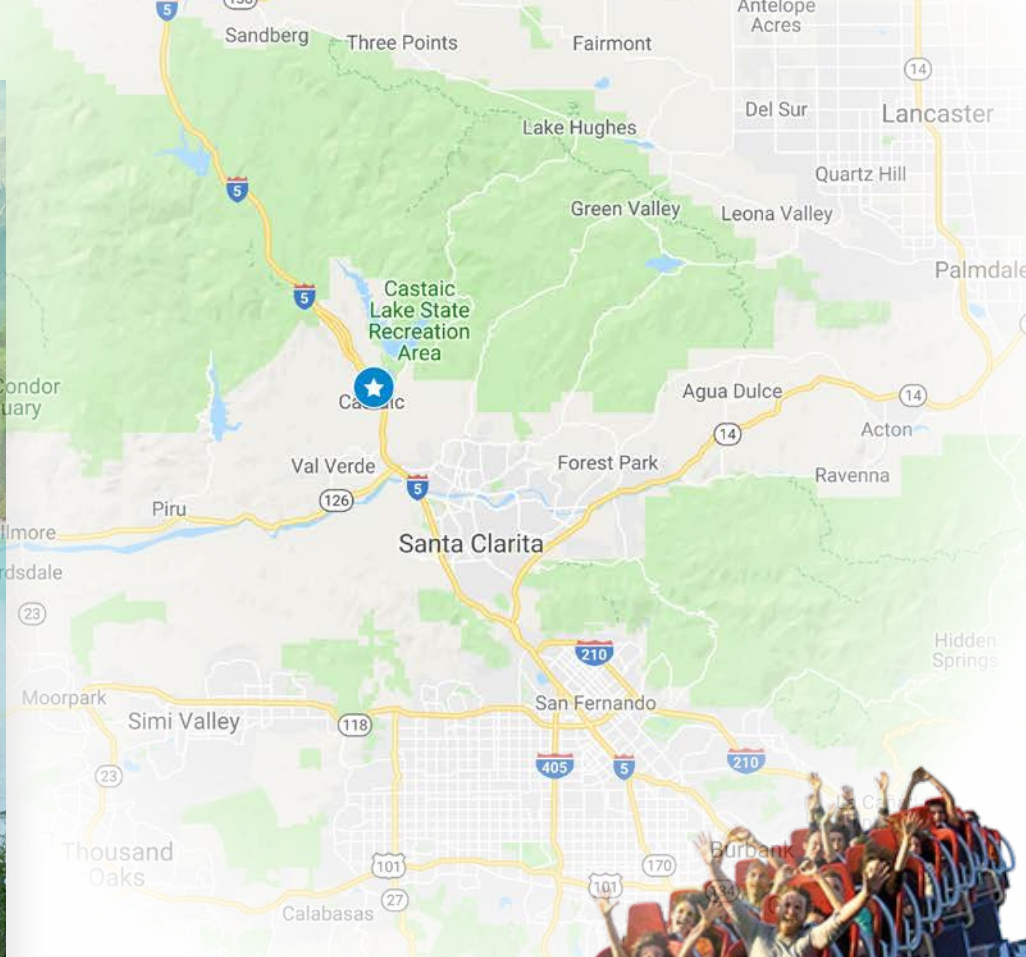 5
Antelope
Acres
Sandberg
Three Points
Fairmont
14
Del Sur
Lancaster
Lake Hughes
Quartz Hill
5
Green Valley
Leona Valley
Palmdale
5
Castaic
Lake State
Recreation
Area
Agua Dulce
14
14
Acton
Val Verde
Forest Park
Ravenna
5
126
Piru
Santa Clarita
23
210
Hidden
Springs
Moorpark
San Fernando
Simi Valley
118
405
5
210
23
Thousand
Oaks
Burbank
101
170
101
27
Calabasas